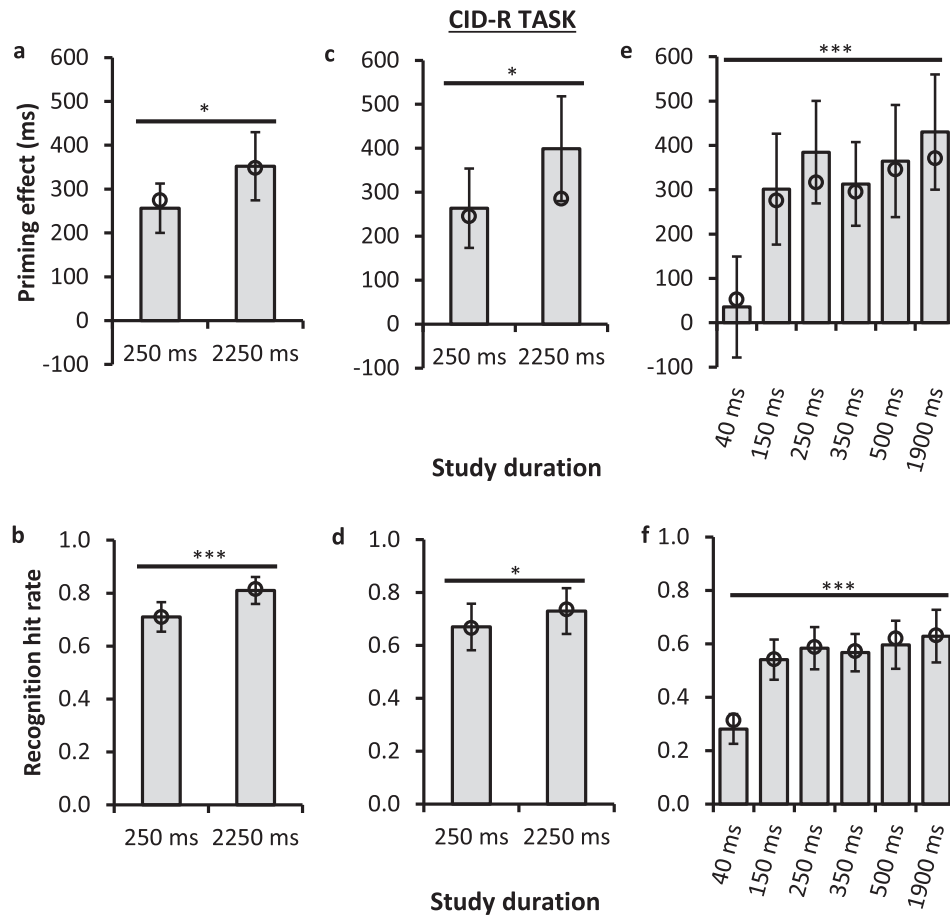 CID-R TASK
a
600
500
400
300
200
100
0
-100
Priming effect (ms)
*
250 ms 2250 ms
c
600
500
400
300
200
100
0
-100
*
250 ms 2250 ms
e
600
500
400
300
200
100
0
-100
***
40 ms
150 ms
250 ms
350 ms
500 ms
1900 ms
Study duration
b
1.0
0.8
0.6
0.4
0.2
0.0
Recognition hit rate
***
250 ms 2250 ms
d
1.0
0.8
0.6
0.4
0.2
0.0
*
250 ms 2250 ms
f
1.0
0.8
0.6
0.4
0.2
0.0
***
40 ms
150 ms
250 ms
350 ms
500 ms
1900 ms
Study duration